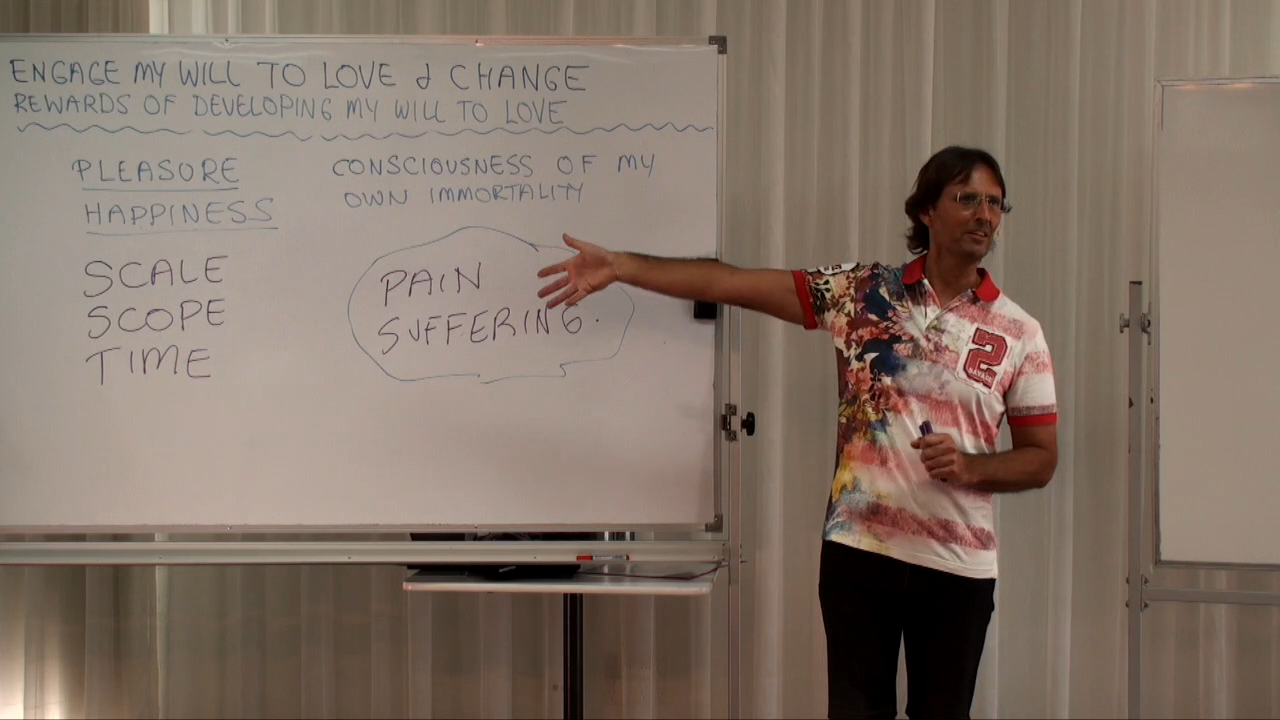 ENGAGE MY WILL TO LOVE & CHANGE
REWARDS OF DEVELOPING MY WILL TO LOVE
PLEASURE
HAPPINESS
CONSCIOUSNESS OF MY
OWN IMMORTALITY
SCALE
SCOPE
TIME
PAIN
SUFFERING.
2